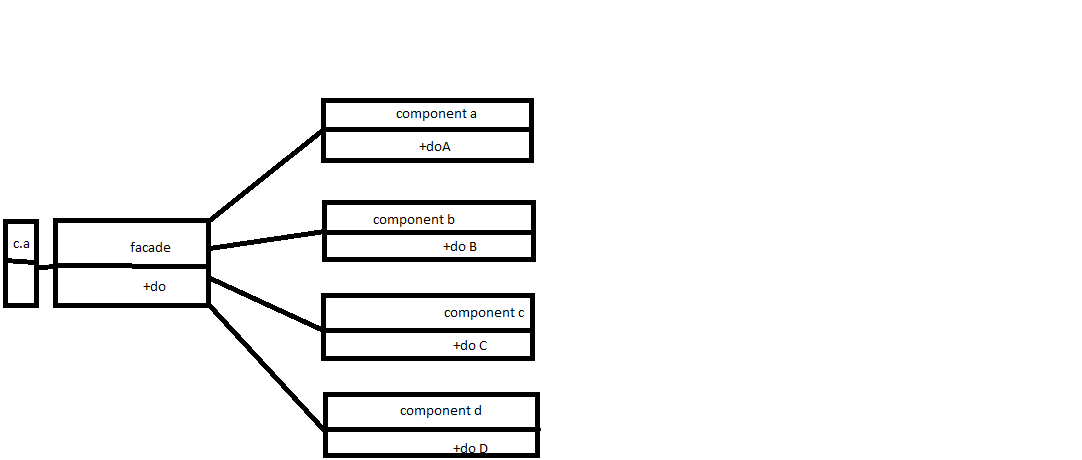 c.a
facade
+do
component a
+doA
component b
+do B
component c
+do C
component d
+do D